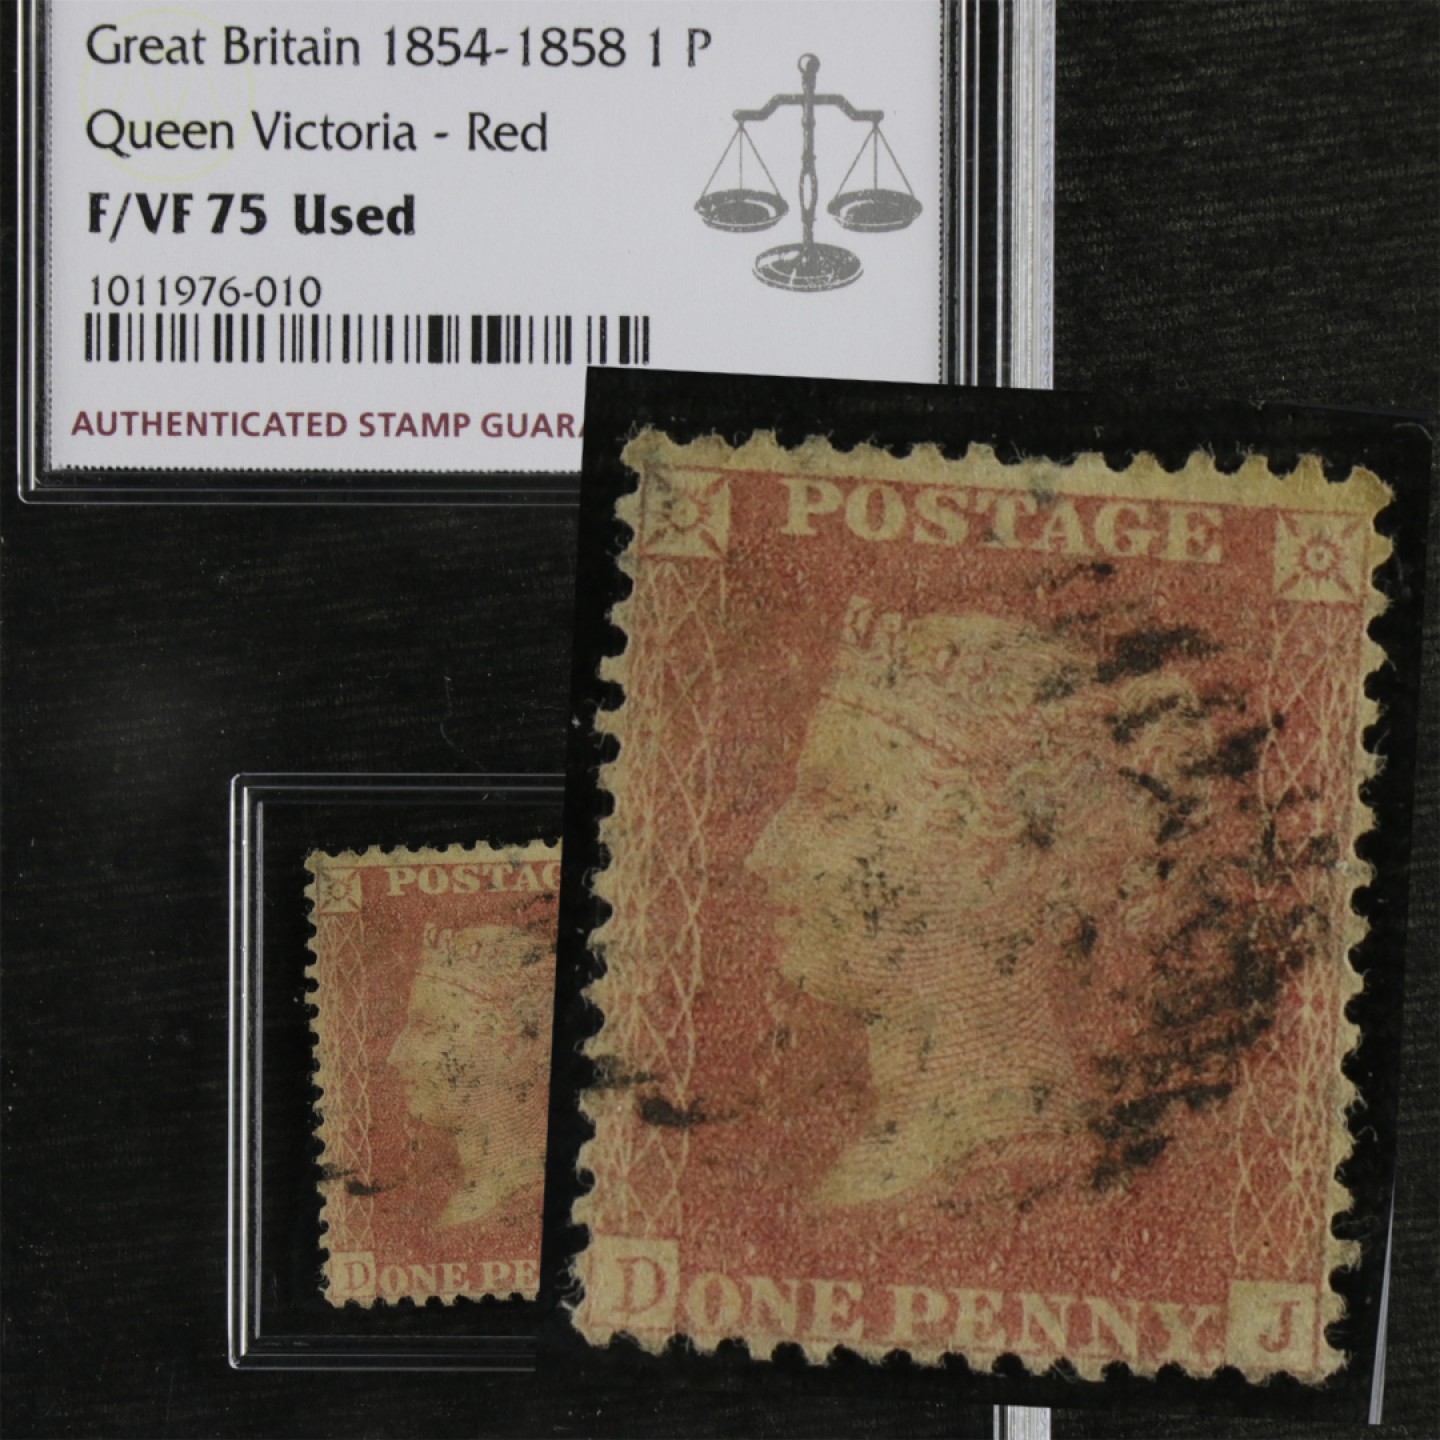 Great Britain 1854-1858 1 P
Queen Victoria - Red
F/VF 75 Used
1011976-010
AUTHENTICATED STAMP GUAR
POSTAG
D ONE PE
POSTAGE
D ONE PENNY. J